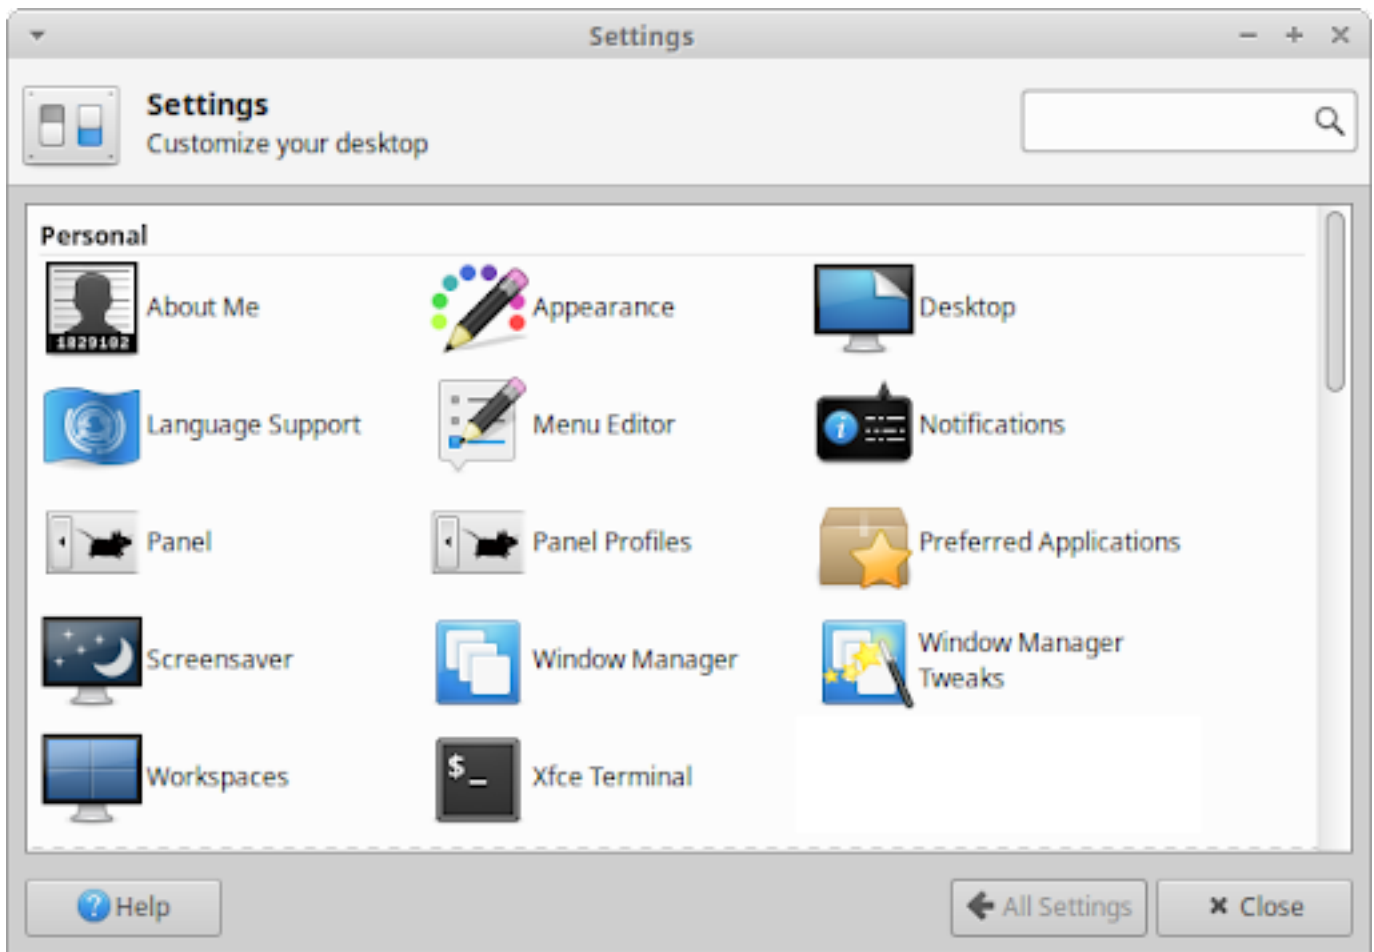 Settings
Settings
Customize your desktop
Personal
1829102
About Me
Appearance
Desktop
Language Support
Menu Editor
Notifications
Panel
Panel Profiles
Preferred Applications
Screensaver
Window Manager
Window Manager
Tweaks
$_
Workspaces
Xfce Terminal
Help
All Settings
Close